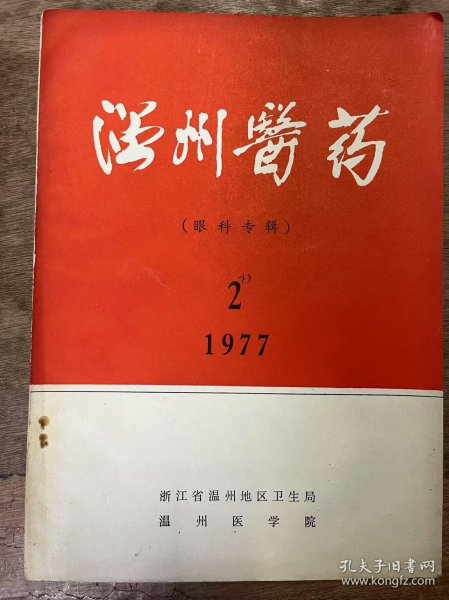 温州醫药
(眼科专辑)
2
1977
浙江省温州地区卫生局
温州医学院
孔夫子旧书网
www.kongfz.com